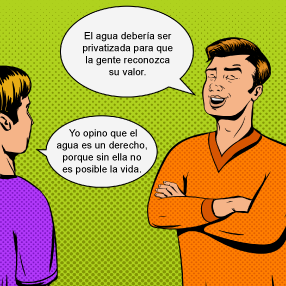 El agua debería ser
privatizada para que
la gente reconozca
su valor.
Yo opino que el
agua es un derecho,
porque sin ella no
es posible la vida.